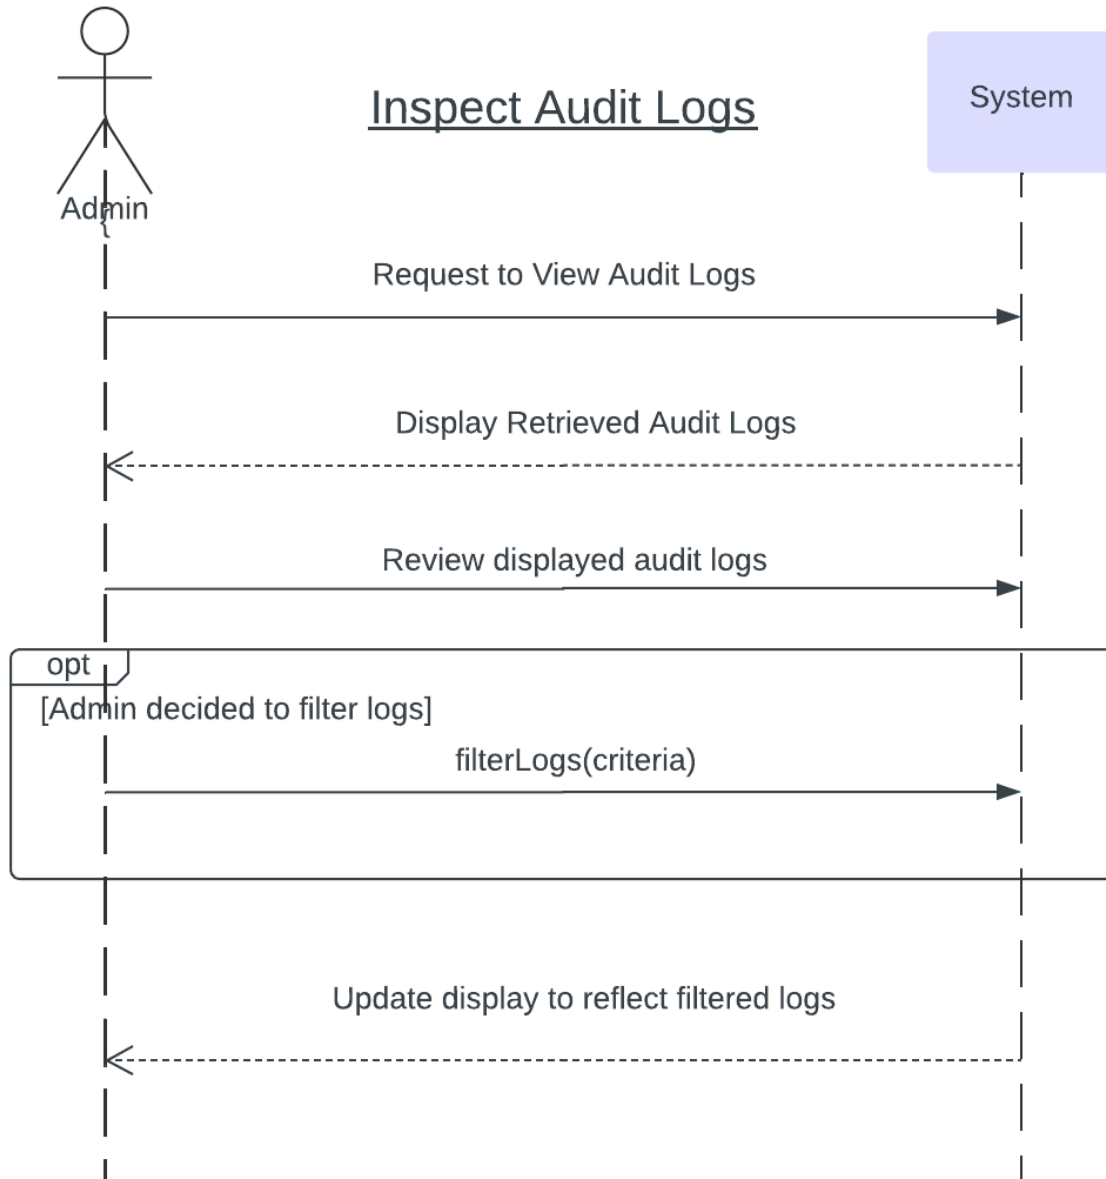 Inspect Audit Logs
System
Admin
{
Request to View Audit Logs
Display Retrieved Audit Logs
Review displayed audit logs
opt
[Admin decided to filter logs]
filterLogs(criteria)
Update display to reflect filtered logs